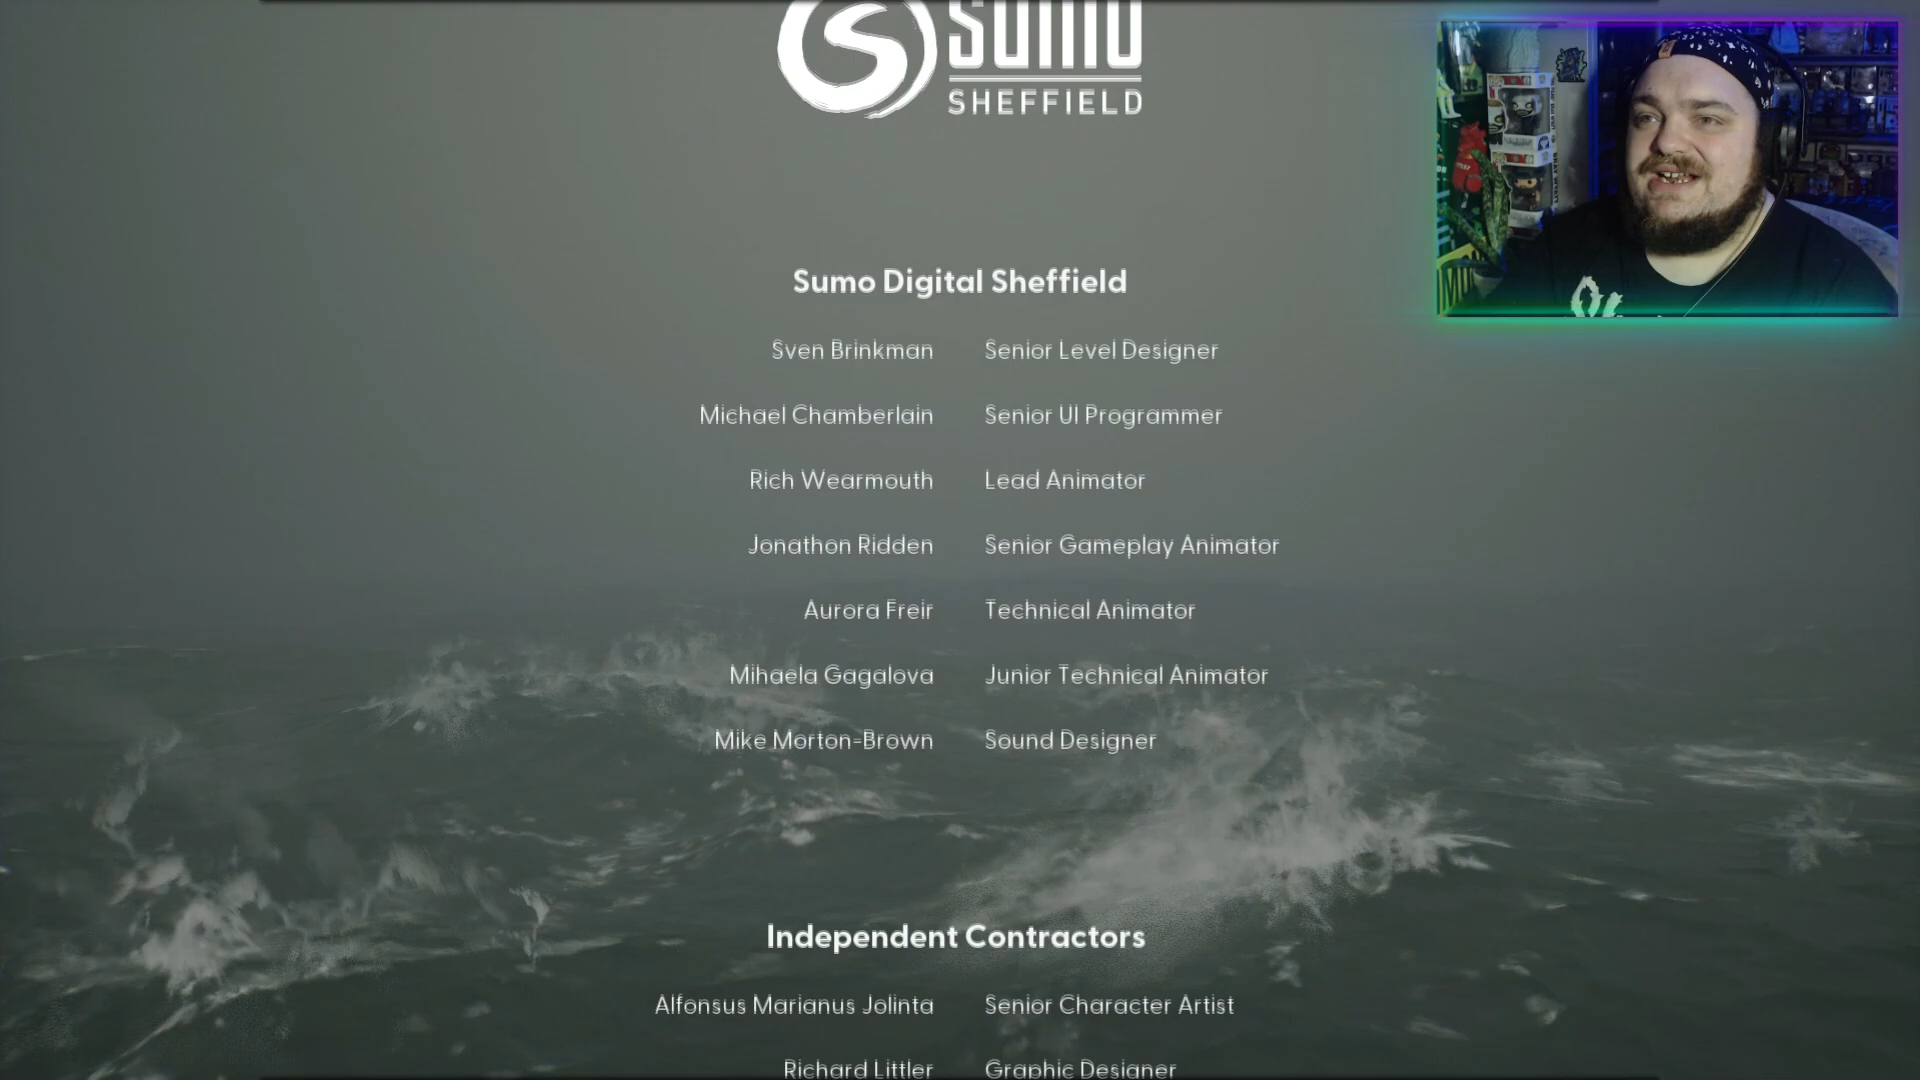 SUMO
SHEFFIELD
Sumo Digital Sheffield
Sven Brinkman Senior Level Designer
Michael Chamberlain Senior UI Programmer
Rich Wearmouth Lead Animator
Jonathon Ridden Senior Gameplay Animator
Aurora Freir Technical Animator
Mihaela Gagalova Junior Technical Animator
Mike Morton-Brown Sound Designer
Independent Contractors
Alfonsus Marianus Jolinta Senior Character Artist
Richard Littler Graphic Designer